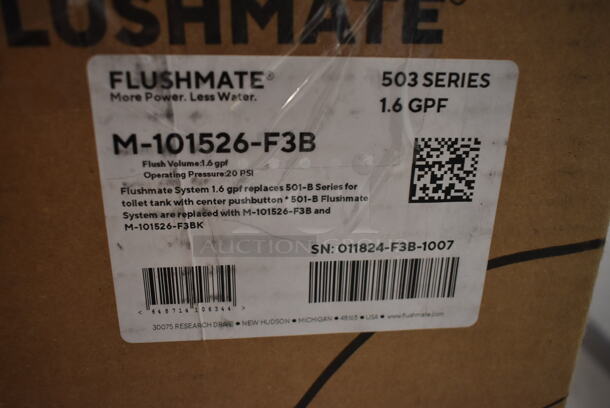 FLUSHMATE®
FLUSHMATE® 503 SERIES
More Power. Less Water. 1.6 GPF
M-101526-F3B
Flush Volume:1.6 gpf
Operating Pressure:20 PSI
Flushmate System 1.6 gpf replaces 501-B Series for
toilet tank with center pushbutton * 501-B Flushmate
System are replaced with M-101526-F3B and
M-101526-F3BK
AUCTION
SN: 011824-F3B-1007
30075 RESEARCH DRIVE • NEW HUDSON • MICHIGAN • 48165 • USA • www.flushmate.com